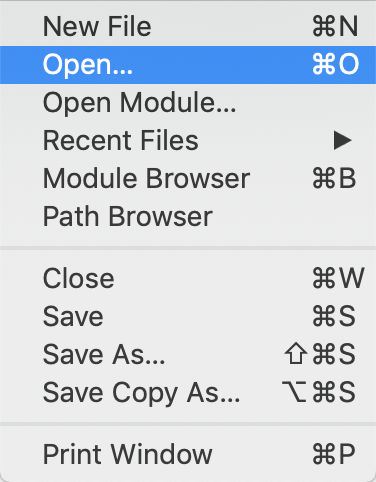 New File ⌘N
Open... ⌘O
Open Module...
Recent Files ▶
Module Browser ⌘B
Path Browser
Close ⌘W
Save ⌘S
Save As... ⇧⌘S
Save Copy As... ⌥⌘S
Print Window ⌘P